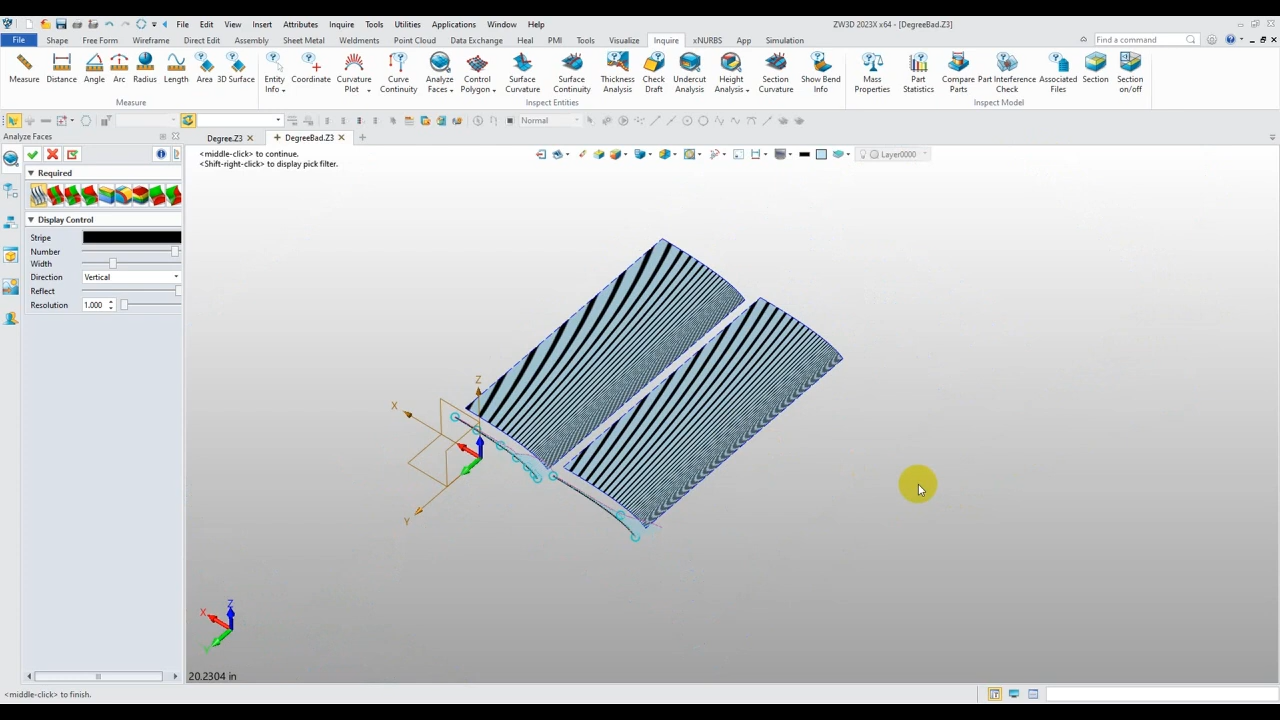 File Edit View Insert Attributes Inquire Tools Utilities Applications Window Help ZW3D 2023X x64 - [DegreeBad.Z3]
File Shape Free Form Wireframe Direct Edit Assembly Sheet Metal Weldments Point Cloud Data Exchange Heal PMI Tools Visualize Inquire xNURBS App Simulation Find a command
Measure Distance Angle Arc Radius Length Area 3D Surface Entity Info Coordinate Curvature Plot Curve Continuity Analyze Faces Control Polygon Surface Curvature Surface Continuity Thickness Analysis Check Draft Undercut Analysis Height Analysis Section Curvature Show Bend Info Mass Properties Part Statistics Compare Parts Part Interference Check Associated Files Section Section on/off
Measure Inspect Entities Inspect Model
Normal
Analyze Faces Degree.Z3 DegreeBad.Z3
<middle-click> to continue.
<Shift-right-click> to display pick filter.
Layer0000
Required
Display Control
Stripe
Number
Width
Direction Vertical
Reflect
Resolution 1.000
Z
X
Y
Z
X
Y
20.2304 in
<middle-click> to finish.